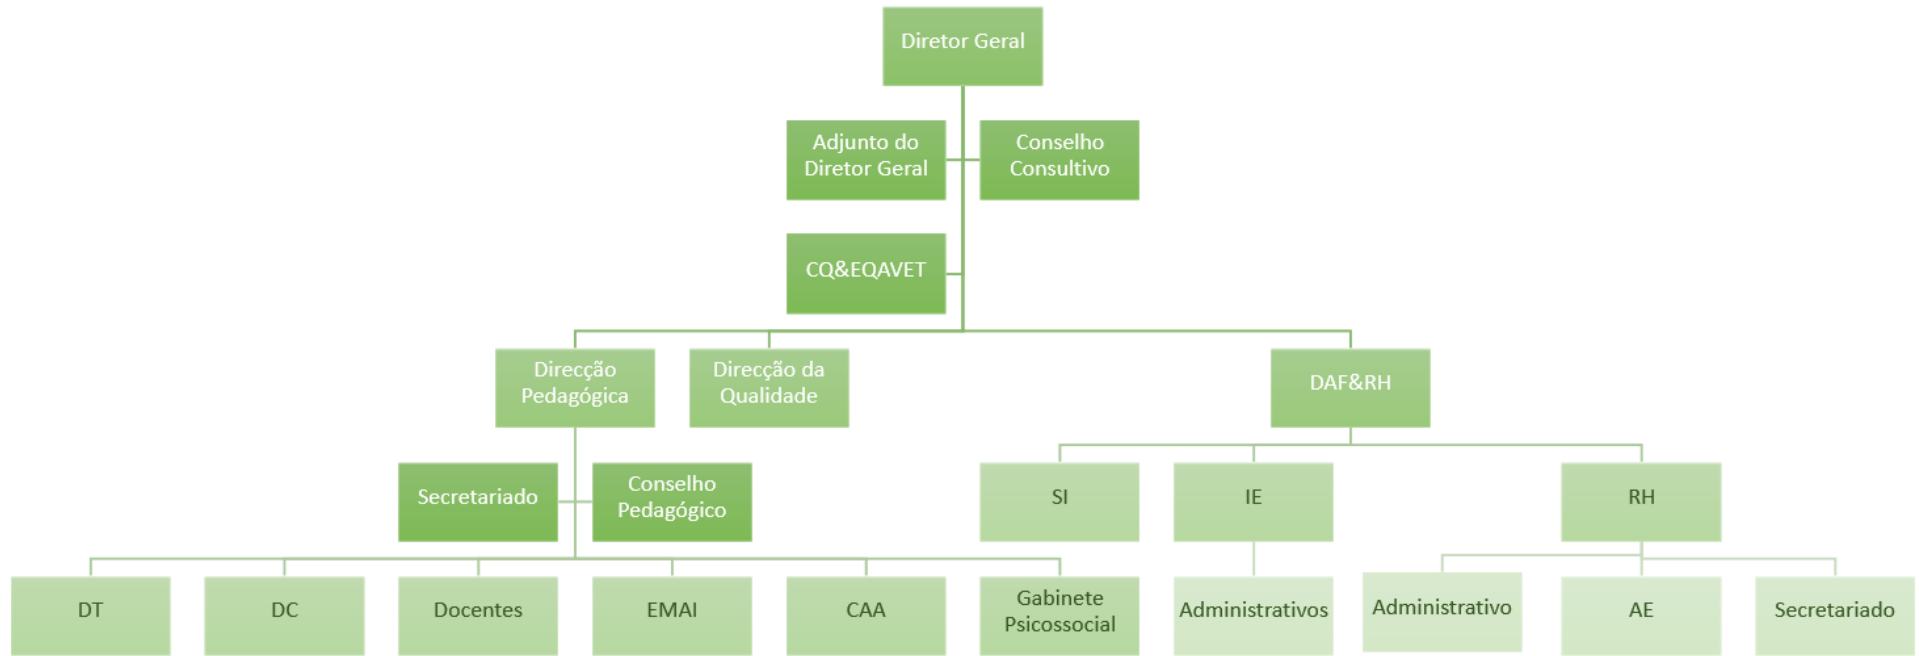 Diretor Geral
Adjunto do
Diretor Geral
Conselho
Consultivo
CQ&EQAVET
Direcção
Pedagógica
Direcção da
Qualidade
DAF&RH
Secretariado
Conselho
Pedagógico
SI
IE
RH
DT
DC
Docentes
EMAI
CAA
Gabinete
Psicossocial
Administrativos
Administrativo
AE
Secretariado